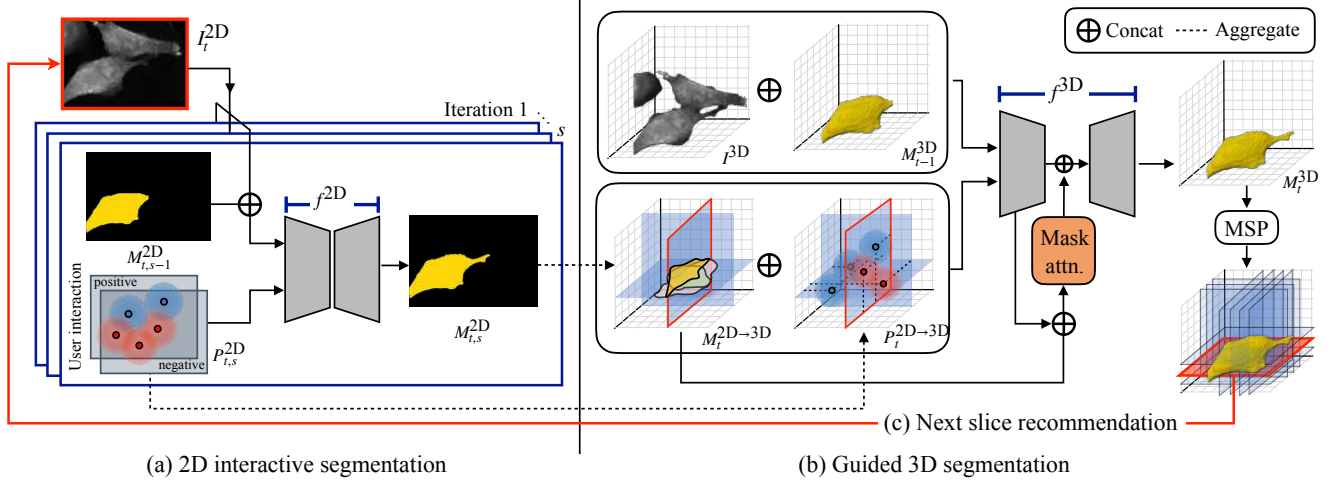 I_t^{2D}
Iteration 1
s
M_{t,s-1}^{2D}
User interaction
positive
negative
P_{t,s}^{2D}
f^{2D}
M_{t,s}^{2D}
(a) 2D interactive segmentation
⊕ Concat
Aggregate
I^{3D}
M_{t-1}^{3D}
M_t^{2D→3D}
P_t^{2D→3D}
f^{3D}
Mask
attn.
M_t^{3D}
MSP
(c) Next slice recommendation
(b) Guided 3D segmentation